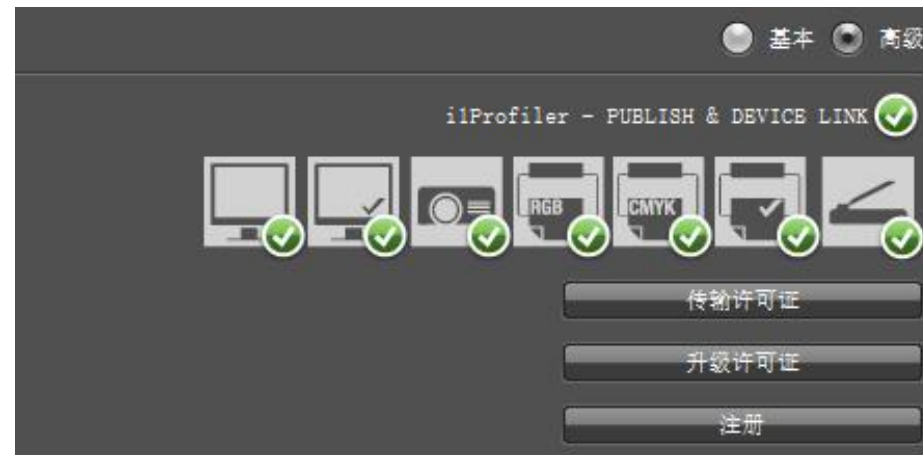 基本 高级
i1Profiler - PUBLISH & DEVICE LINK
RGB CMYK
传输许可证
升级许可证
注册